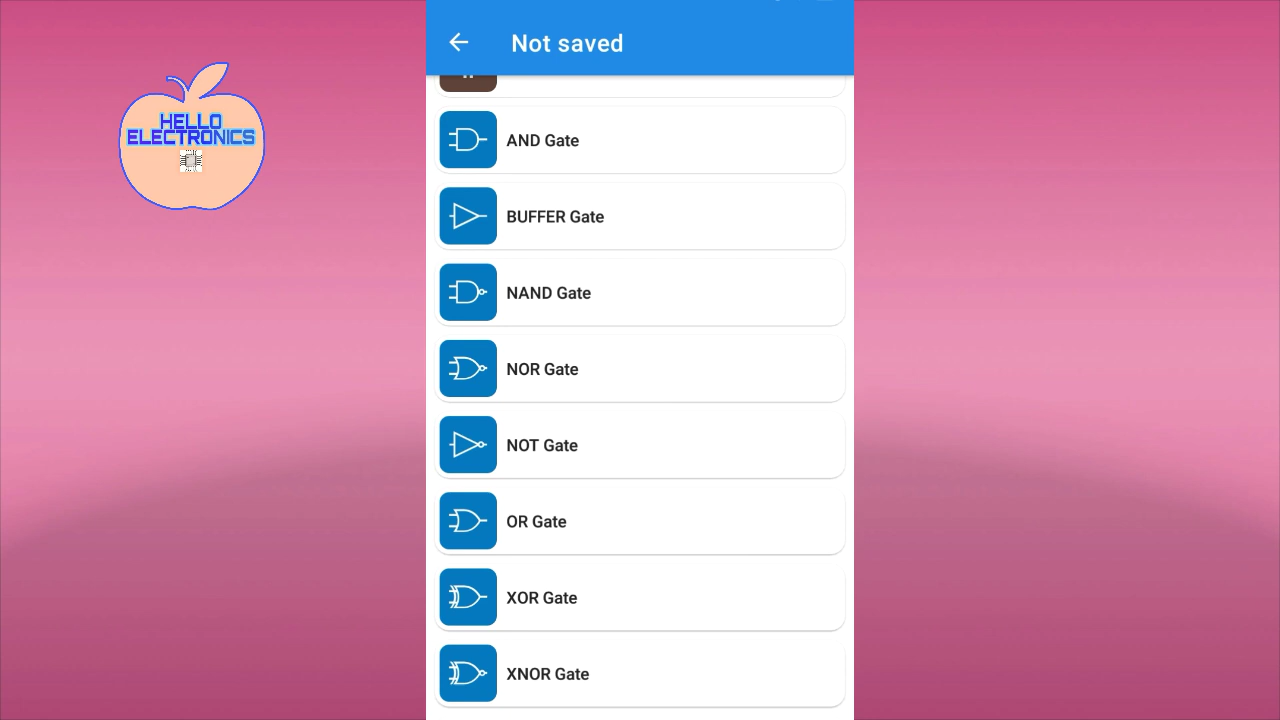 HELLO
ELECTRONICS
Not saved
AND Gate
BUFFER Gate
NAND Gate
NOR Gate
NOT Gate
OR Gate
XOR Gate
XNOR Gate